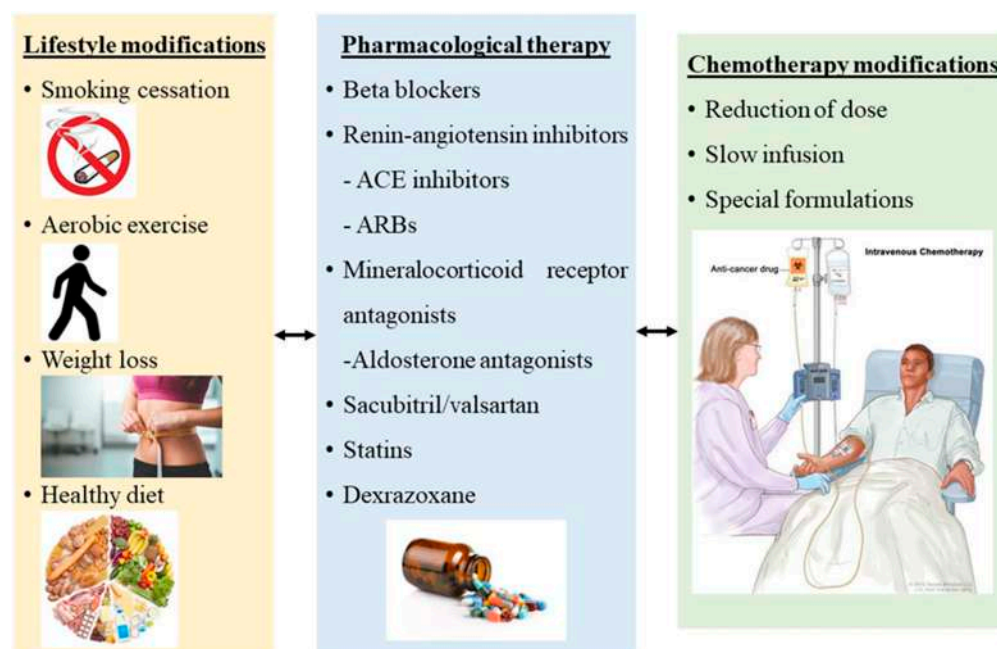 Lifestyle modifications
• Smoking cessation
• Aerobic exercise
• Weight loss
• Healthy diet
Pharmacological therapy
• Beta blockers
• Renin-angiotensin inhibitors
- ACE inhibitors
- ARBs
• Mineralocorticoid receptor
antagonists
-Aldosterone antagonists
• Sacubitril/valsartan
• Statins
• Dexrazoxane
Chemotherapy modifications
• Reduction of dose
• Slow infusion
• Special formulations
Intravenous Chemotherapy
Anti-cancer drug